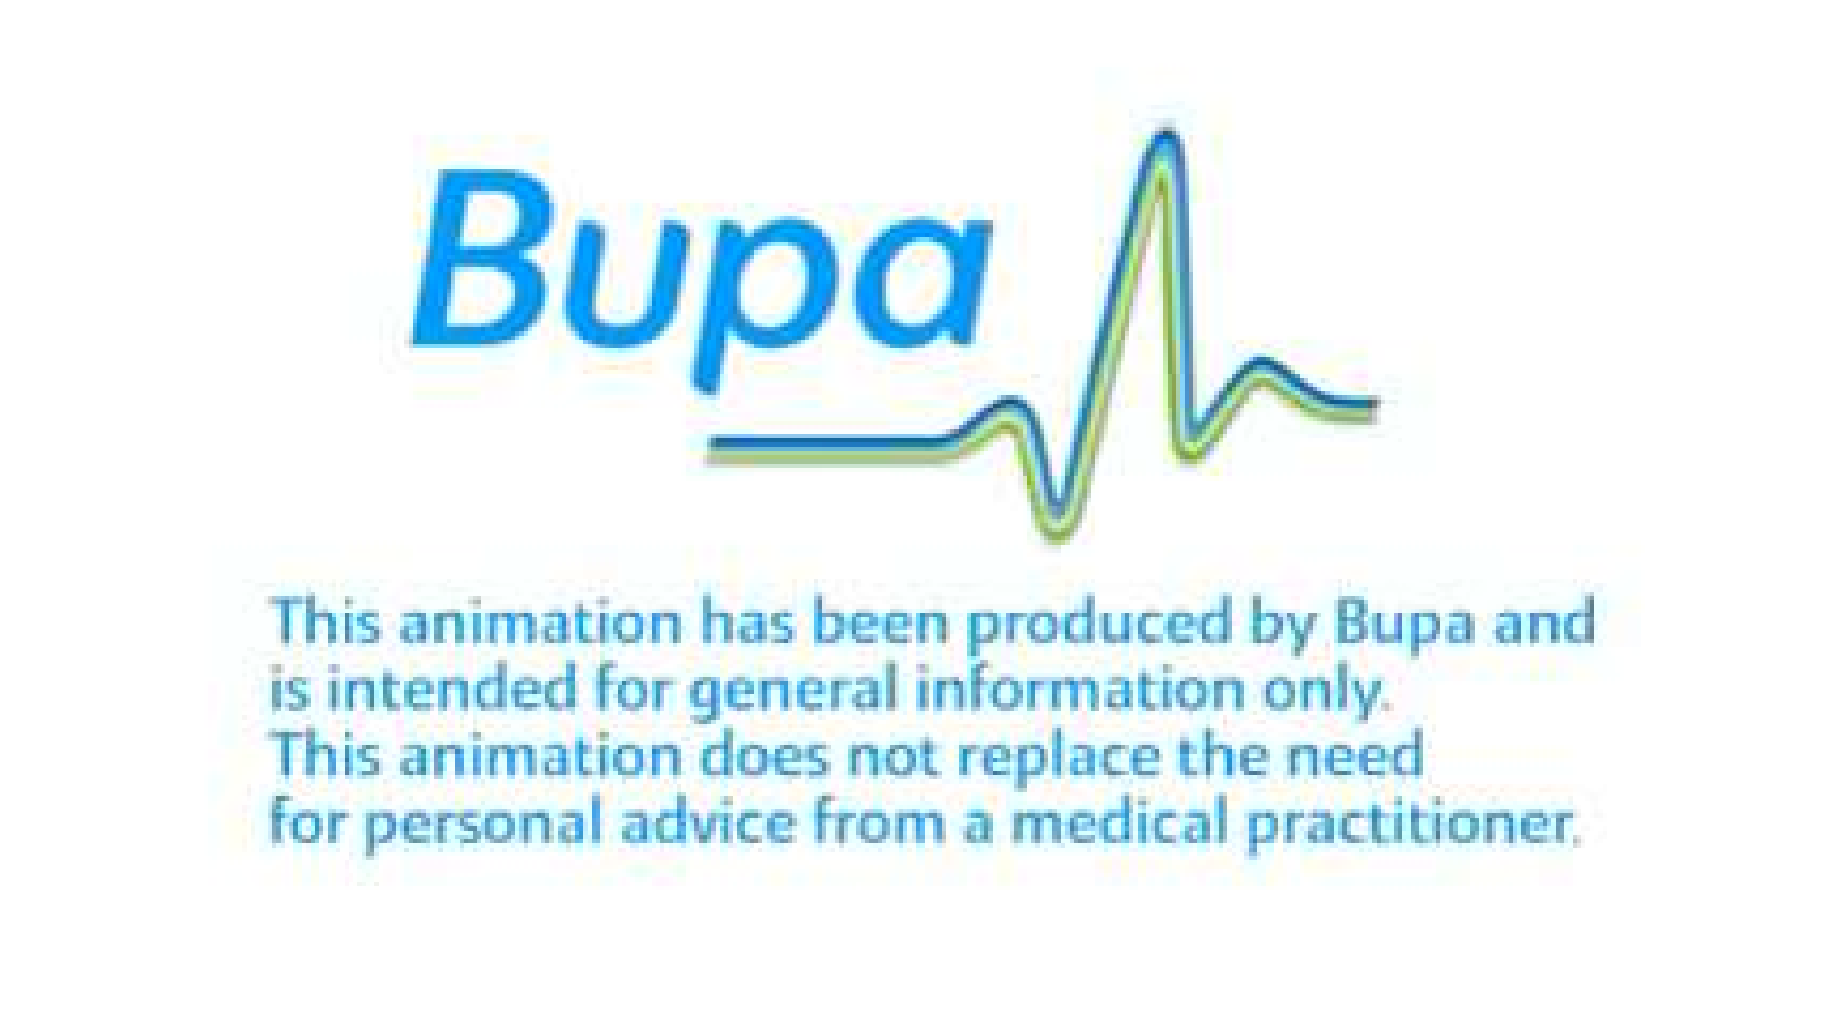 Bupa
This animation has been produced by Bupa and
is intended for general information only.
This animation does not replace the need
for personal advice from a medical practitioner.